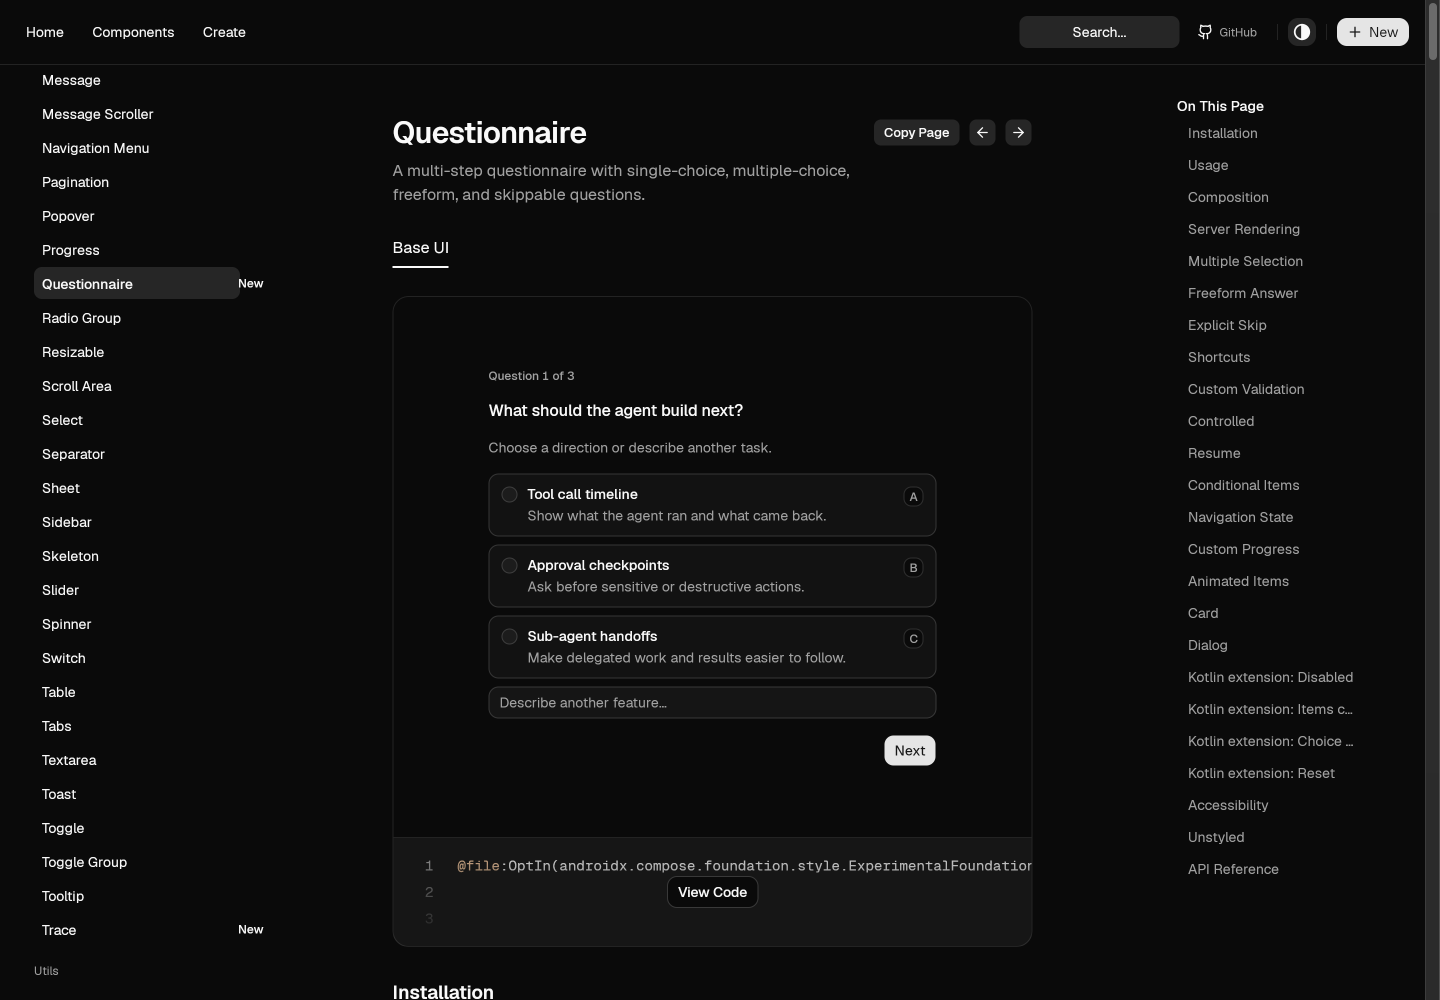 Home
Components
Create
Search...
GitHub
New
Message
Message Scroller
Navigation Menu
Pagination
Popover
Progress
Questionnaire
New
Radio Group
Resizable
Scroll Area
Select
Separator
Sheet
Sidebar
Skeleton
Slider
Spinner
Switch
Table
Tabs
Textarea
Toast
Toggle
Toggle Group
Tooltip
Trace
New
Utils
Questionnaire
Copy Page
A multi-step questionnaire with single-choice, multiple-choice,
freeform, and skippable questions.
Base UI
Question 1 of 3
What should the agent build next?
Choose a direction or describe another task.
Tool call timeline
A
Show what the agent ran and what came back.
Approval checkpoints
B
Ask before sensitive or destructive actions.
Sub-agent handoffs
C
Make delegated work and results easier to follow.
Describe another feature...
Next
1 @file:OptIn(androidx.compose.foundation.style.ExperimentalFoundation
2
3
View Code
Installation
On This Page
Installation
Usage
Composition
Server Rendering
Multiple Selection
Freeform Answer
Explicit Skip
Shortcuts
Custom Validation
Controlled
Resume
Conditional Items
Navigation State
Custom Progress
Animated Items
Card
Dialog
Kotlin extension: Disabled
Kotlin extension: Items c...
Kotlin extension: Choice ...
Kotlin extension: Reset
Accessibility
Unstyled
API Reference